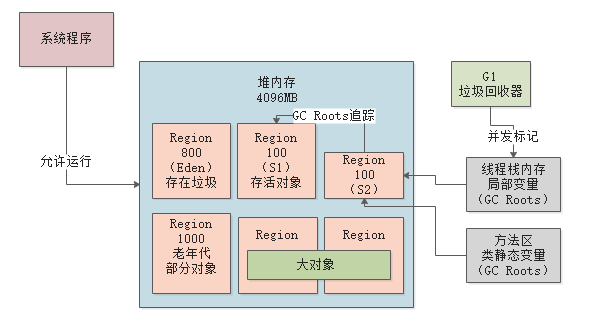 系统程序
允许运行
堆内存
4096MB
GC Roots追踪
Region
800
（Eden）
存在垃圾
Region
100
（S1）
存活对象
Region
100
（S2）
Region
1000
老年代
部分对象
Region
Region
大对象
G1
垃圾回收器
并发标记
线程栈内存
局部变量
（GC Roots）
方法区
类静态变量
（GC Roots）